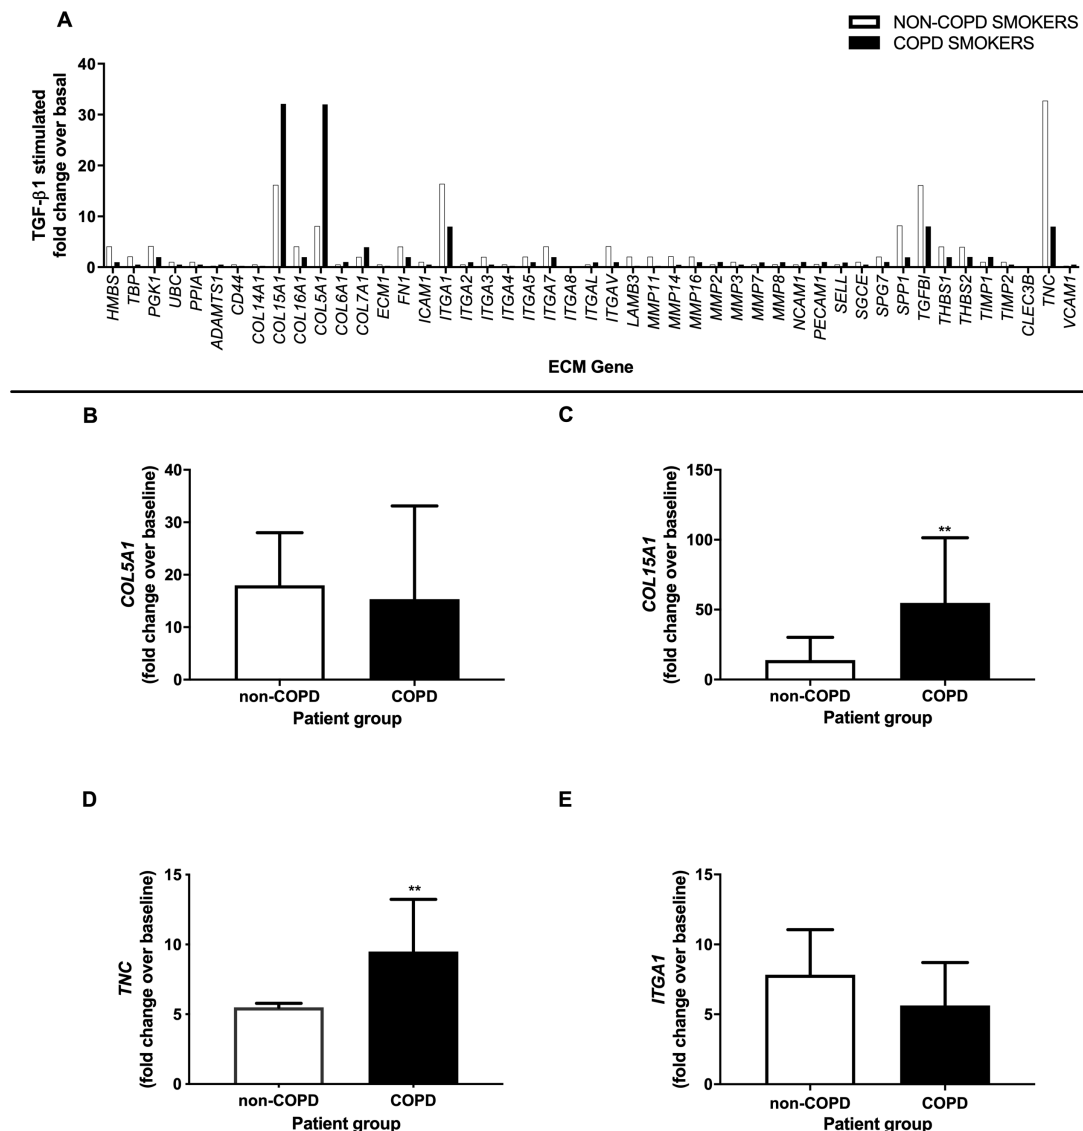 A
NON-COPD SMOKERS
COPD SMOKERS
TGF-β1 stimulated
fold change over basal
40
30
20
10
0
HMBS
TBP
PGK1
UBC
PPIA
ADAMTS1
CD44
COL14A1
COL15A1
COL16A1
COL5A1
COL6A1
COL7A1
ECM1
FN1
ICAM1
ITGA1
ITGA2
ITGA3
ITGA4
ITGA5
ITGA7
ITGA8
ITGAL
ITGAV
LAMB3
MMP11
MMP14
MMP16
MMP2
MMP3
MMP7
MMP8
NCAM1
PECAM1
SELL
SGCE
SPG7
SPP1
TGFBI
THBS1
THBS2
TIMP1
TIMP2
CLEC3B
TNC
VCAM1
ECM Gene
B
COL5A1
(fold change over baseline)
40
30
20
10
0
non-COPD
COPD
Patient group
C
COL15A1
(fold change over baseline)
150
100
50
0
**
non-COPD
COPD
Patient group
D
TNC
(fold change over baseline)
15
10
5
0
**
non-COPD
COPD
Patient group
E
ITGA1
(fold change over baseline)
15
10
5
0
non-COPD
COPD
Patient group